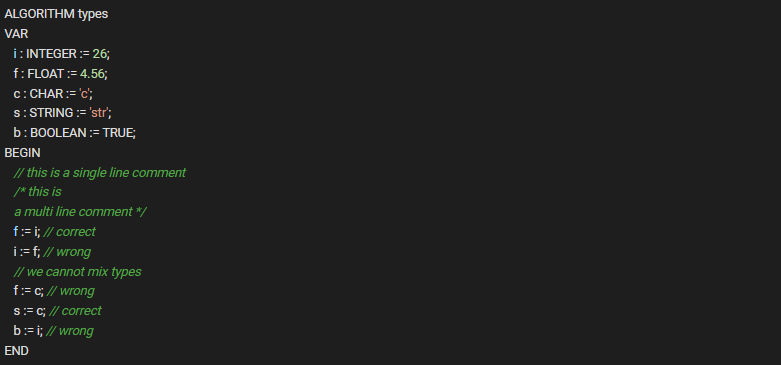 ALGORITHM types
VAR
i : INTEGER := 26;
f : FLOAT := 4.56;
c : CHAR := 'c';
s : STRING := 'str';
b : BOOLEAN := TRUE;
BEGIN
// this is a single line comment
/* this is
a multi line comment */
f := i; // correct
i := f; // wrong
// we cannot mix types
f := c; // wrong
s := c; // correct
b := i; // wrong
END